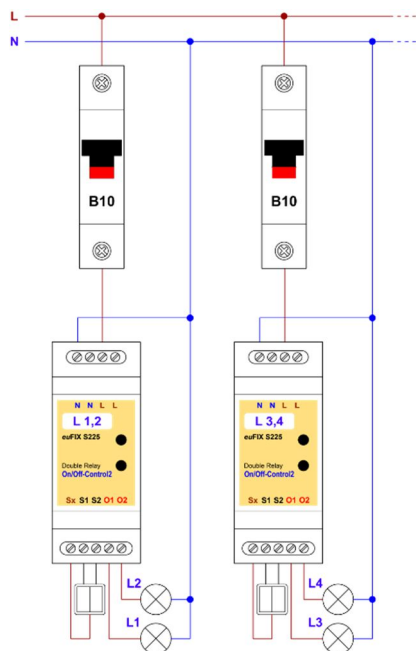 L
N
B10
B10
N N L L
L 1,2
euFIX S225
Double Relay
On/Off-Control2
Sx S1 S2 O1 O2
L2
L1
N N L L
L 3,4
euFIX S225
Double Relay
On/Off-Control2
Sx S1 S2 O1 O2
L4
L3